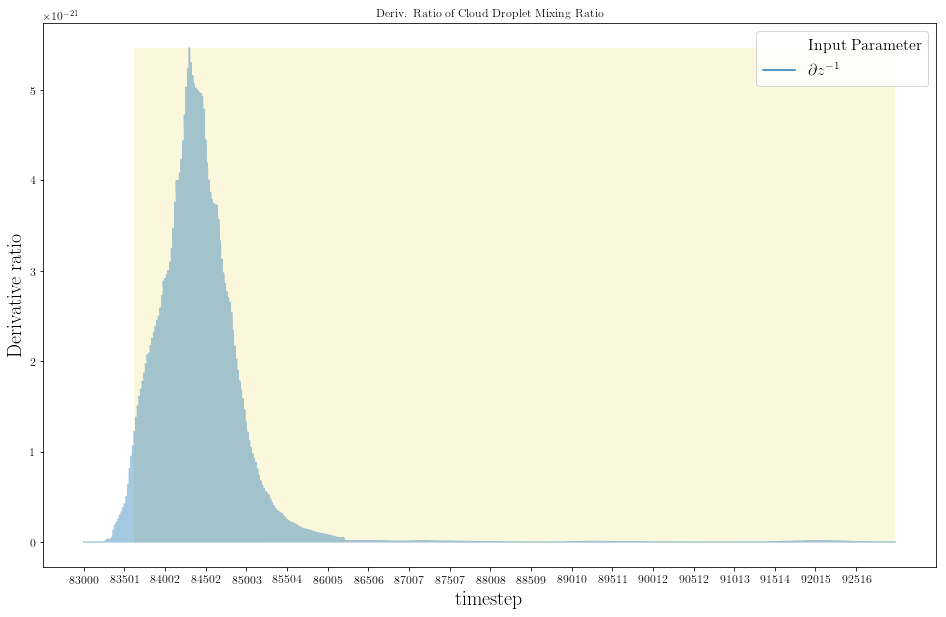 Deriv. Ratio of Cloud Droplet Mixing Ratio
×10⁻²¹
Input Parameter
∂z⁻¹
Derivative ratio
5
4
3
2
1
0
83000 83501 84002 84502 85003 85504 86005 86506 87007 87507 88008 88509 89010 89511 90012 90512 91013 91514 92015 92516
timestep